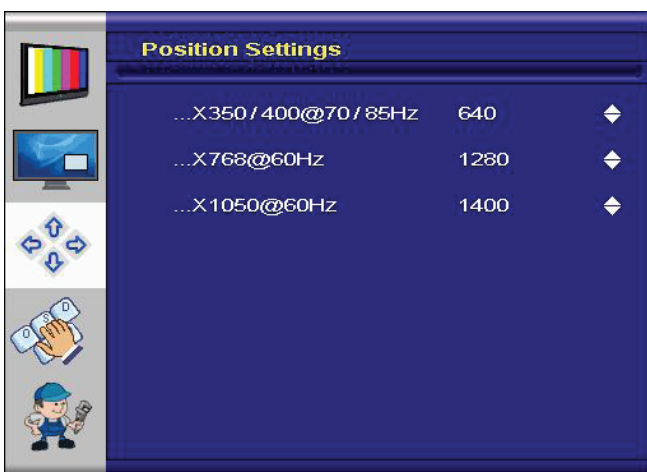 Position Settings
...X350/400@70/85Hz 640
...X768@60Hz 1280
...X1050@60Hz 1400
O S D